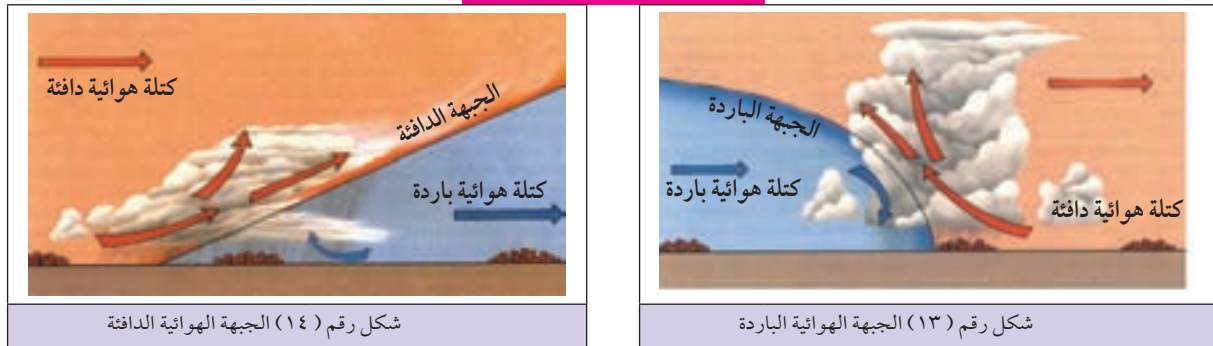 الجبهة الباردة
كتلة هوائية باردة
كتلة هوائية دافئة
شكل رقم (١٣) الجبهة الهوائية الباردة
كتلة هوائية دافئة
الجبهة الدافئة
كتلة هوائية باردة
شكل رقم (١٤) الجبهة الهوائية الدافئة